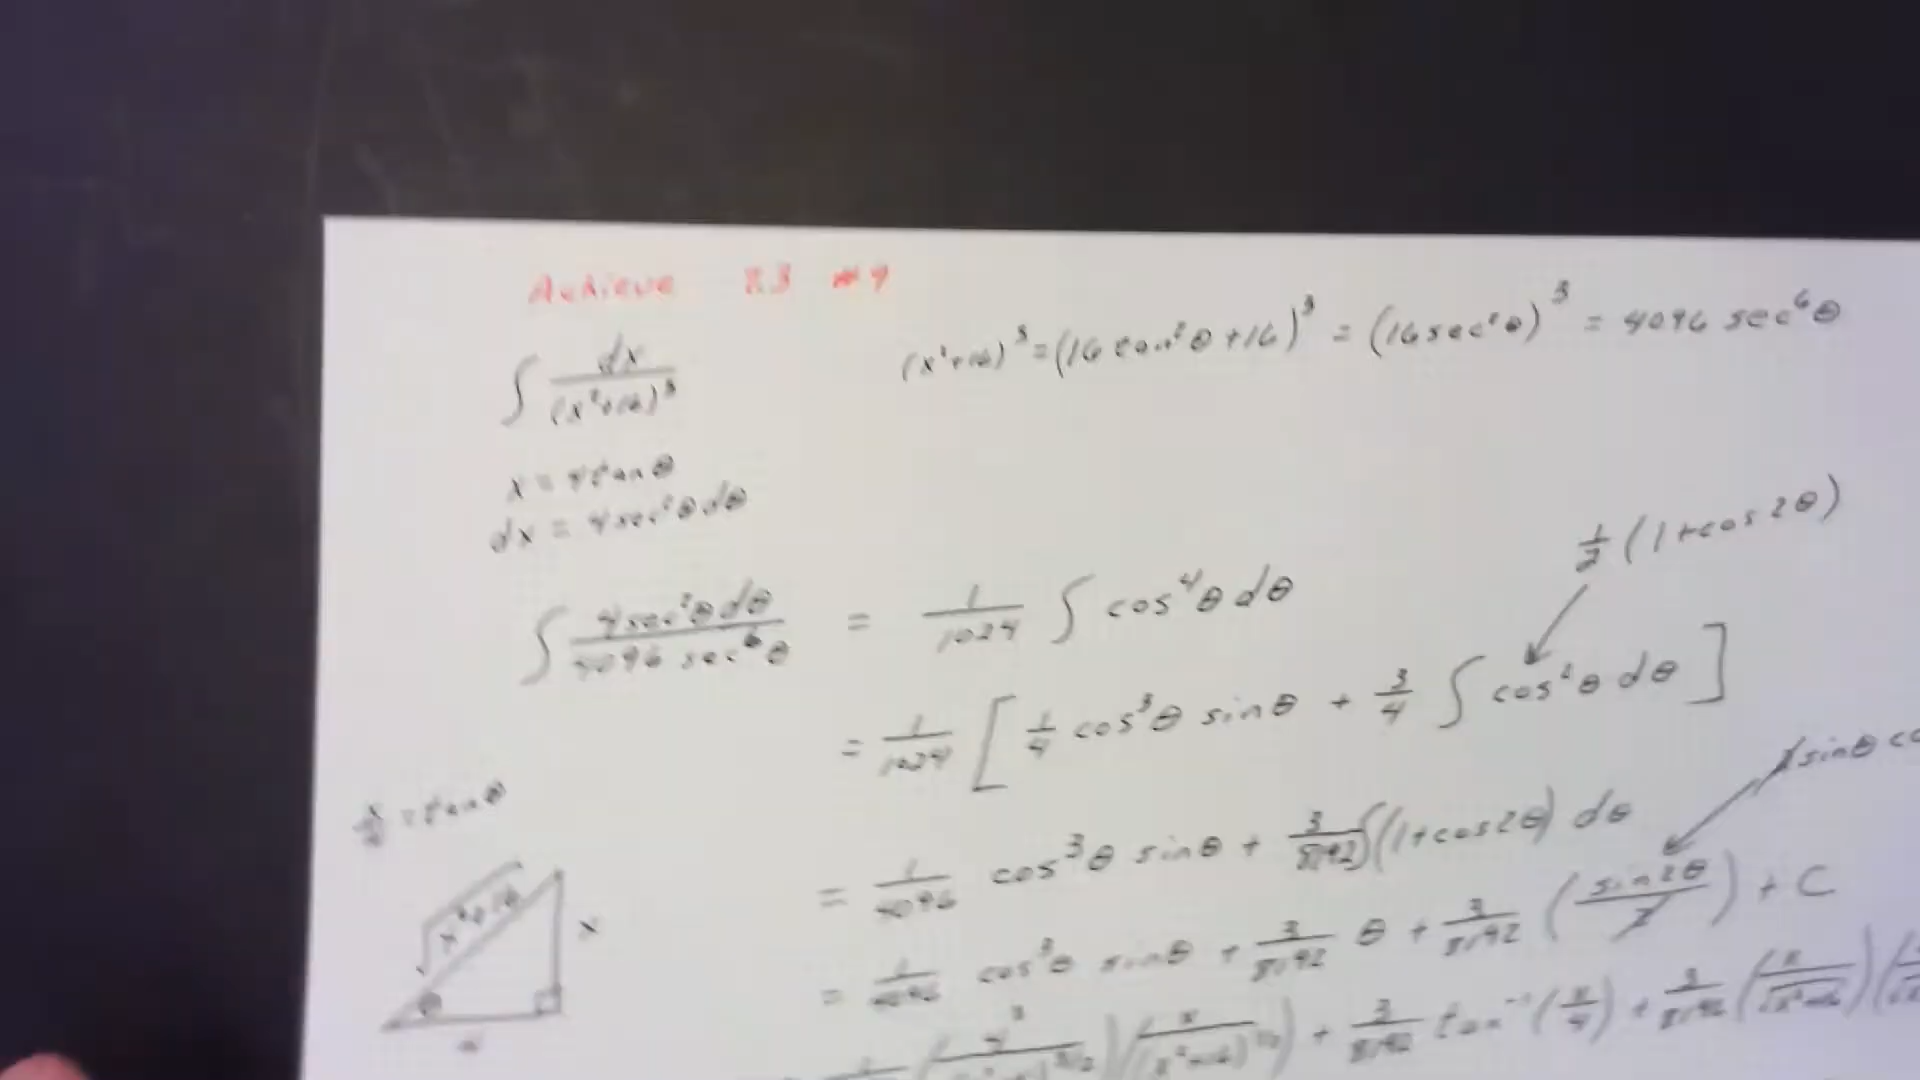 Achieve 8.3 #9
∫ dx/(x²+16)³ (x²+16)³ = (16 tan²θ + 16)³ = (16 sec²θ)³ = 4096 sec⁶θ
x = 4 tan θ
dx = 4 sec²θ dθ
½ (1 + cos 2θ)
∫ 4 sec²θ dθ / 4096 sec⁶θ = 1/1024 ∫ cos⁴θ dθ
= 1/1024 [ 1/4 cos³θ sin θ + 3/4 ∫ cos²θ dθ ]
2 sin θ
x/4 = tan θ
= 1/4096 cos³θ sin θ + 3/8192 ∫ (1 + cos 2θ) dθ
= 1/4096 cos³θ sin θ + 3/8192 θ + 3/8192 ( sin 2θ / 2 ) + C
√x²+16 x
θ
4
+ 3/8192 tan⁻¹ (x/4) + 3/8192